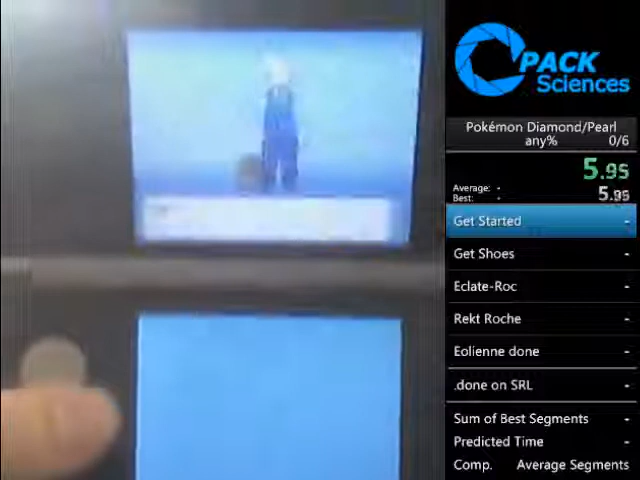 PACK
Sciences
Pokémon Diamond/Pearl
any% 0/6
5.95
Average: - 5.95
Best: -
Get Started -
Get Shoes -
Eclate-Roc -
Rekt Roche -
Eolienne done -
.done on SRL -
Sum of Best Segments -
Predicted Time -
Comp. Average Segments